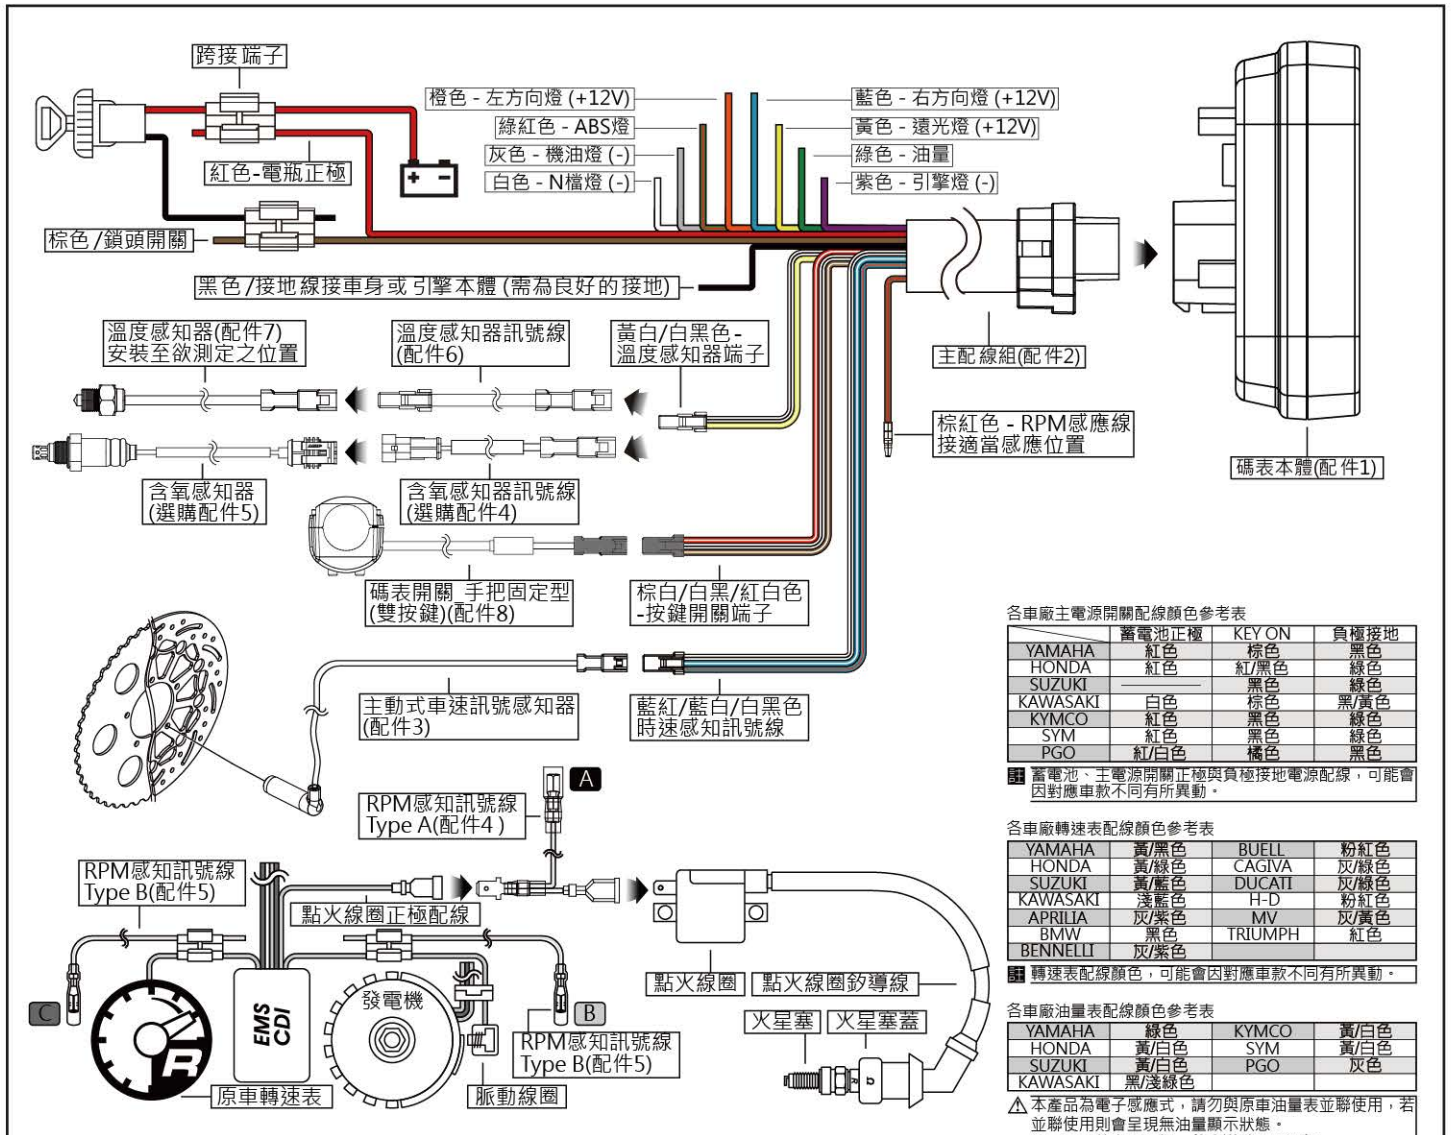 跨接端子
橙色 - 左方向燈 (+12V)
藍色 - 右方向燈 (+12V)
綠紅色 - ABS燈
黃色 - 遠光燈 (+12V)
灰色 - 機油燈 (-)
綠色 - 油量
白色 - N檔燈 (-)
紫色 - 引擎燈 (-)
紅色-電瓶正極
棕色/鎖頭開關
黑色/接地線接車身或引擎本體 (需為良好的接地)
溫度感知器(配件7)
安裝至欲測定之位置
溫度感知器訊號線
(配件6)
黃白/白黑色 -
溫度感知器端子
主配線組(配件2)
棕紅色 - RPM感應線
接適當感應位置
碼表本體(配件1)
含氧感知器
(選購配件5)
含氧感知器訊號線
(選購配件4)
碼表開關_手把固定型
(雙按鍵)(配件8)
棕白/白黑/紅白色
-按鍵開關端子
主動式車速訊號感知器
(配件3)
藍紅/藍白/白黑色
時速感知訊號線
各車廠主電源開關配線顏色參考表
蓄電池正極 KEY ON 負極接地
YAMAHA 紅色 棕色 黑色
HONDA 紅色 紅/黑色 綠色
SUZUKI 黑色 綠色
KAWASAKI 白色 棕色 黑/黃色
KYMCO 紅色 黑色 綠色
SYM 紅色 黑色 綠色
PGO 紅/白色 橘色 黑色
註 蓄電池、主電源開關正極與負極接地電源配線，可能會
因對應車款不同有所異動。
RPM感知訊號線
Type A(配件4 )
A
RPM感知訊號線
Type B(配件5)
點火線圈正極配線
各車廠轉速表配線顏色參考表
YAMAHA 黃/黑色 BUELL 粉紅色
HONDA 黃/綠色 CAGIVA 灰/綠色
SUZUKI 黃/藍色 DUCATI 灰/綠色
KAWASAKI 淺藍色 H-D 粉紅色
APRILIA 灰/紫色 MV 灰/黃色
BMW 黑色 TRIUMPH 紅色
BENNELLI 灰/紫色
註 轉速表配線顏色，可能會因對應車款不同有所異動。
點火線圈
點火線圈矽導線
火星塞
火星塞蓋
C
R
EMS
CDI
發電機
B
RPM感知訊號線
Type B(配件5)
原車轉速表
脈動線圈
各車廠油量表配線顏色參考表
YAMAHA 綠色 KYMCO 黃/白色
HONDA 黃/白色 SYM 黃/白色
SUZUKI 黃/白色 PGO 灰色
KAWASAKI 黑/淺綠色
本產品為電子感應式，請勿與原車油量表並聯使用，若
並聯使用則會呈現無油量顯示狀態。